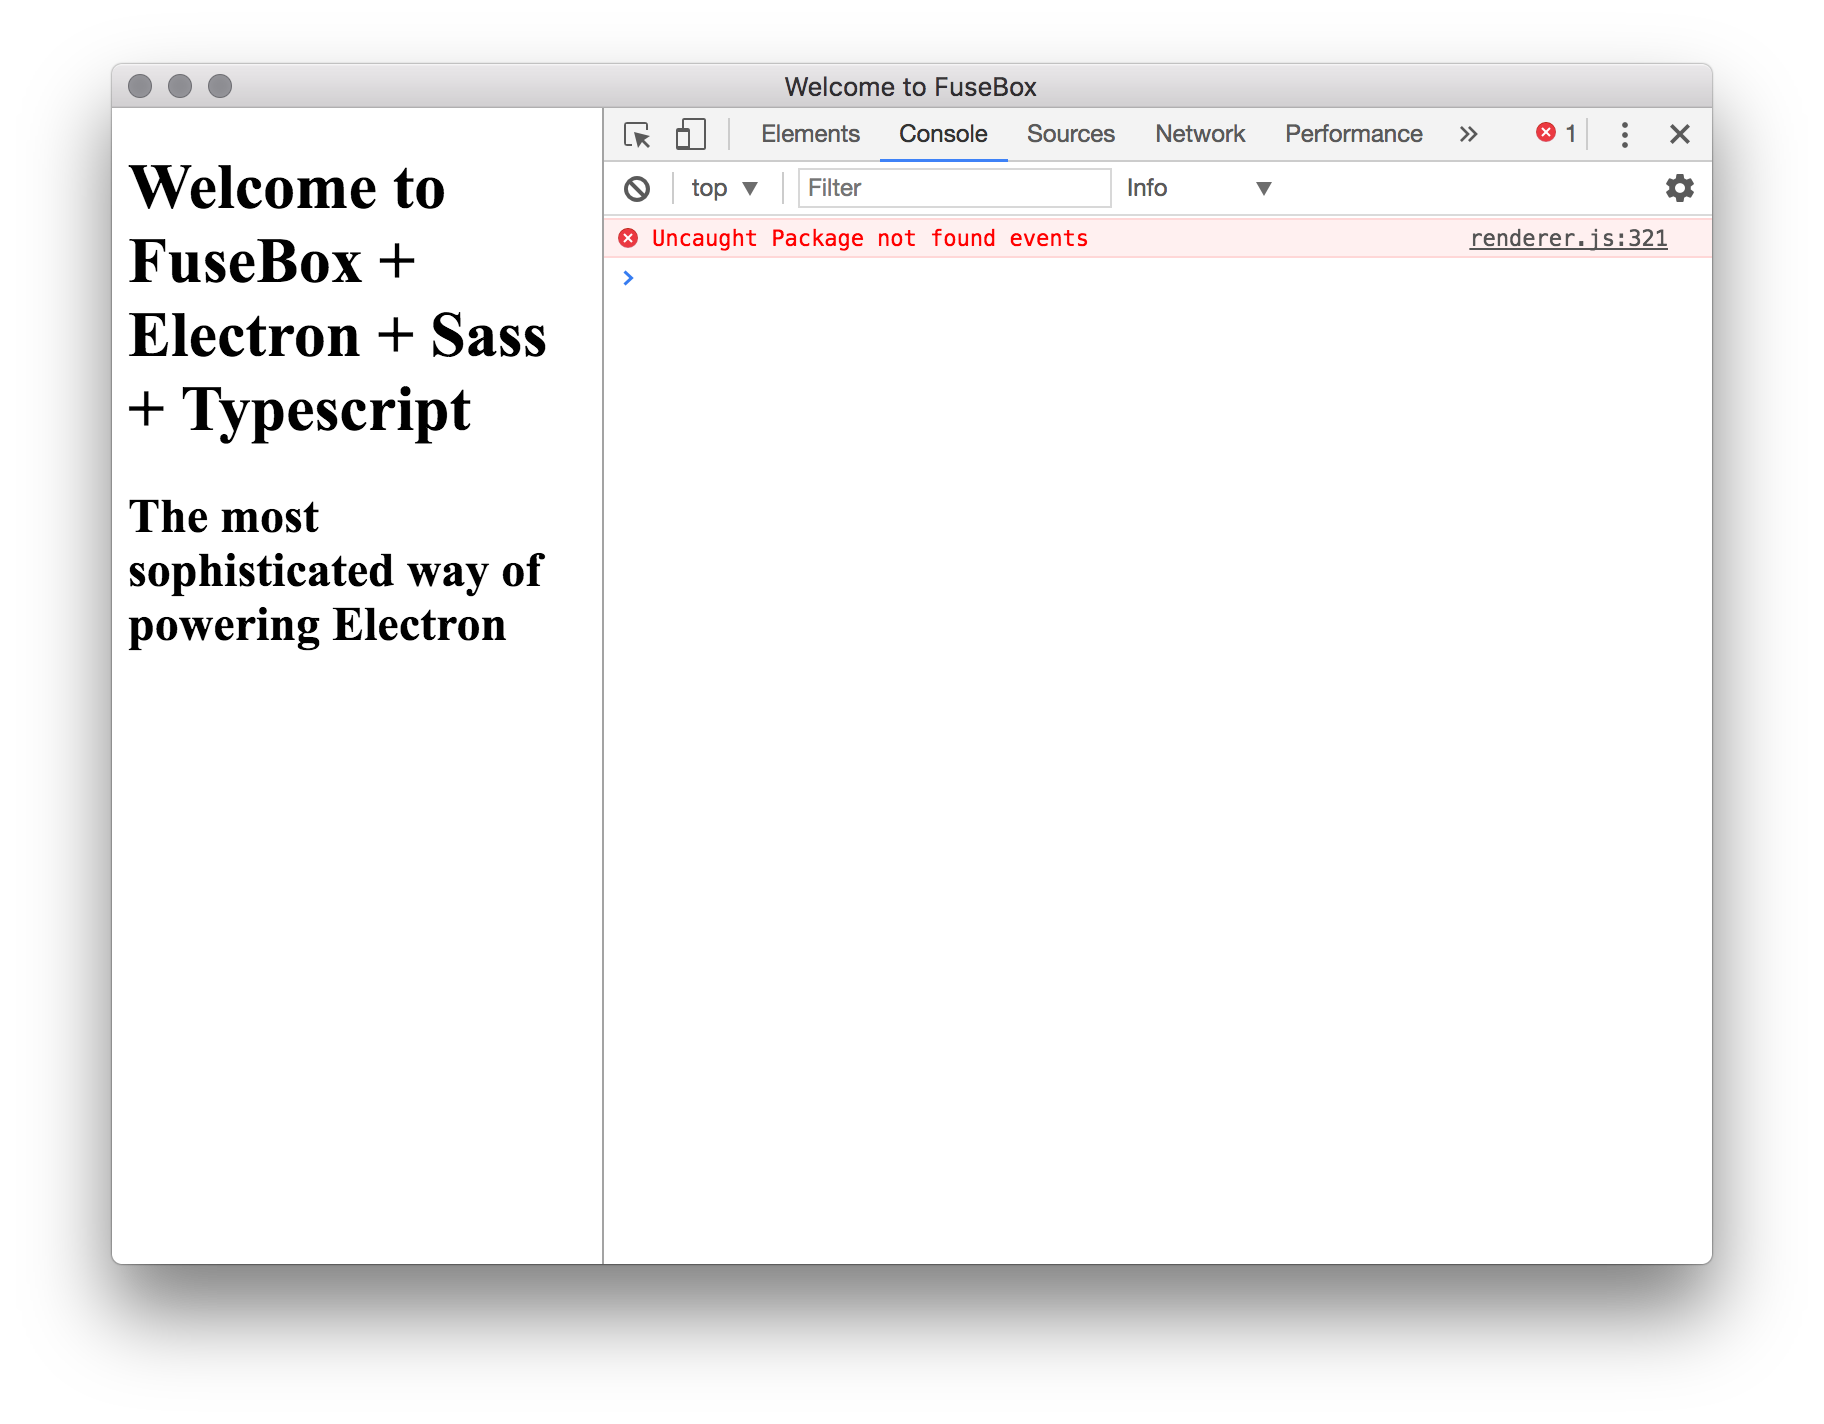 Welcome to FuseBox
Welcome to
FuseBox +
Electron + Sass
+ Typescript
The most
sophisticated way of
powering Electron
Elements Console Sources Network Performance 1
top Filter Info
Uncaught Package not found events renderer.js:321